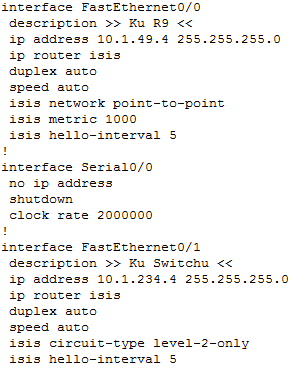 interface FastEthernet0/0
 description >> Ku R9 <<
 ip address 10.1.49.4 255.255.255.0
 ip router isis
 duplex auto
 speed auto
 isis network point-to-point
 isis metric 1000
 isis hello-interval 5
!
interface Serial0/0
 no ip address
 shutdown
 clock rate 2000000
!
interface FastEthernet0/1
 description >> Ku Switchu <<
 ip address 10.1.234.4 255.255.255.0
 ip router isis
 duplex auto
 speed auto
 isis circuit-type level-2-only
 isis hello-interval 5